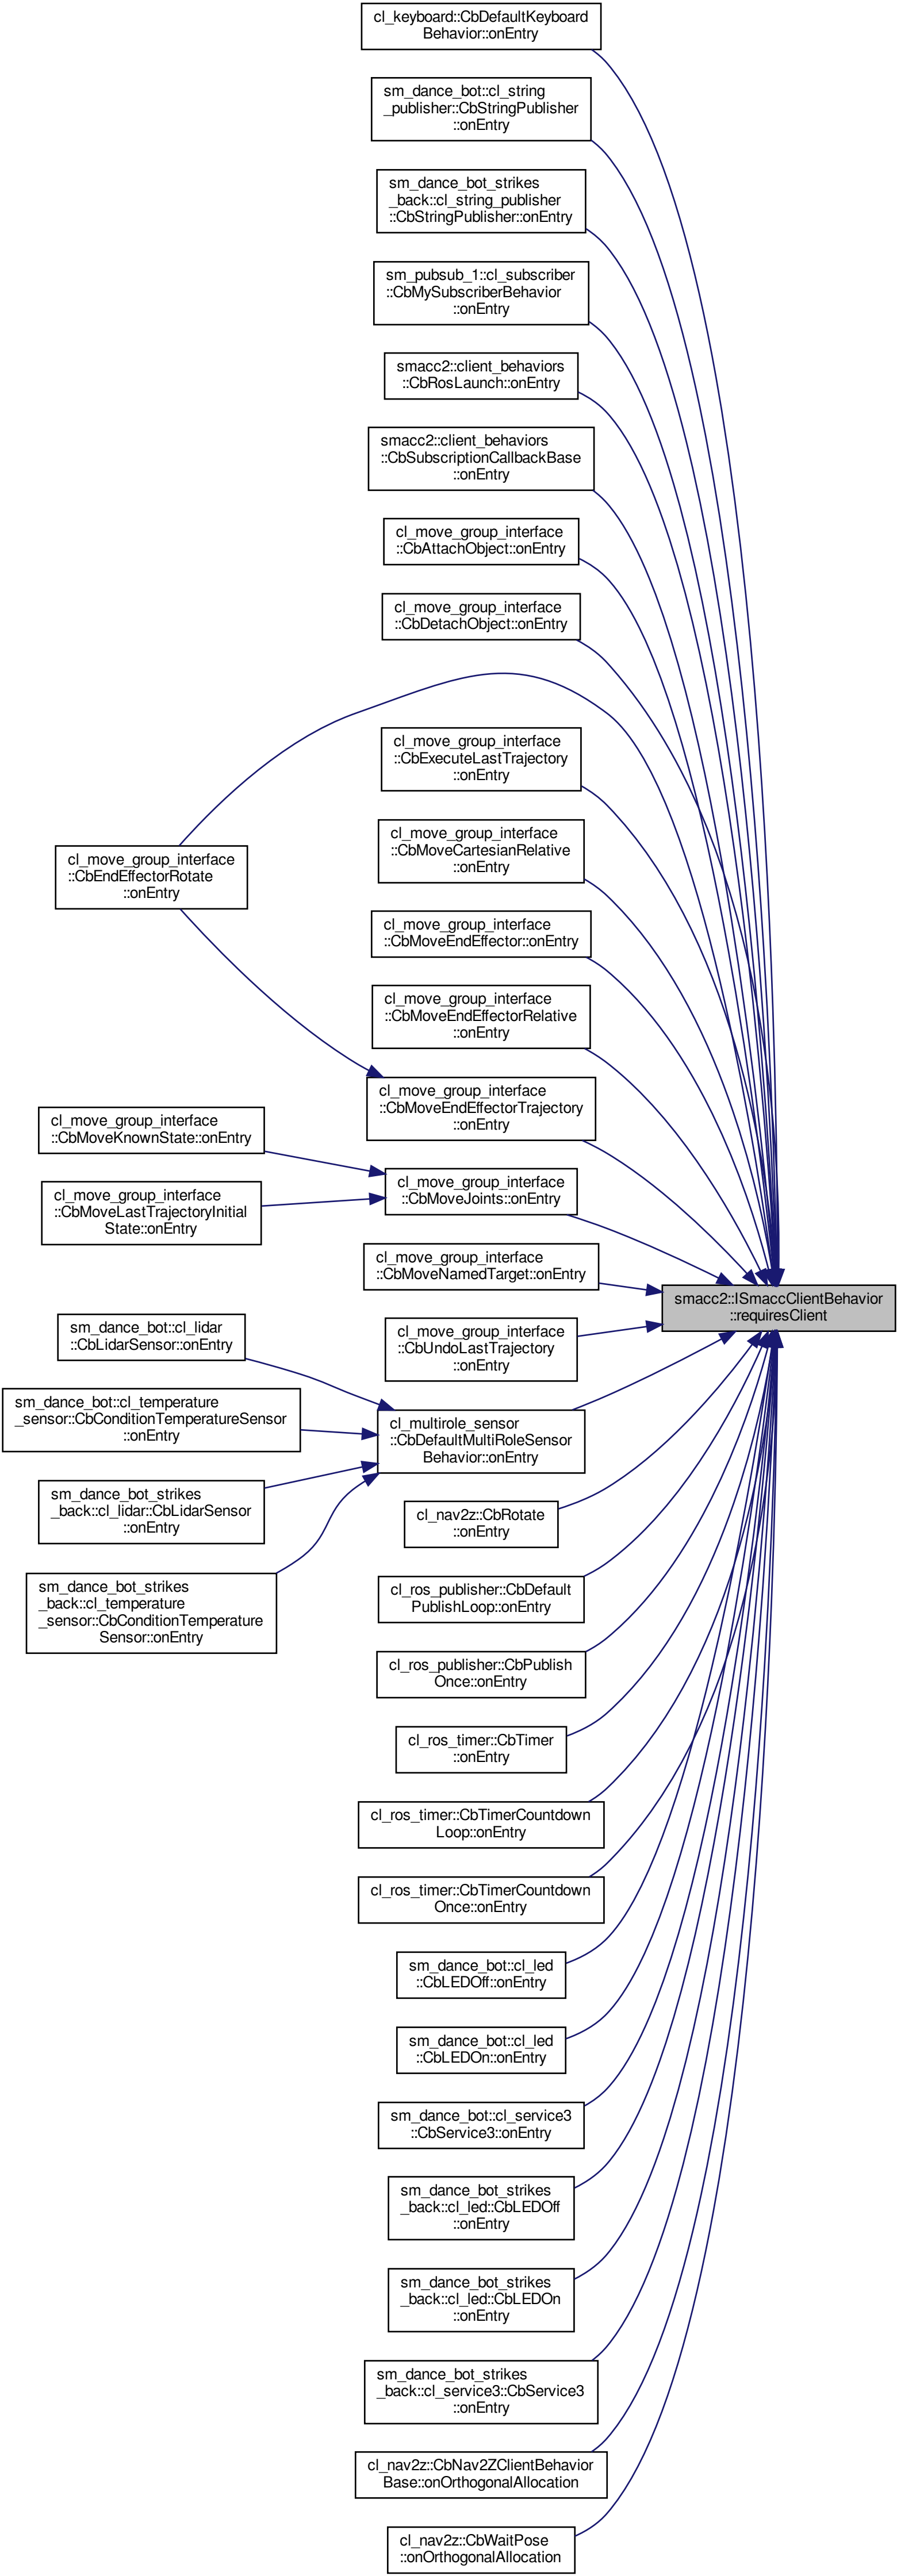 cl_keyboard::CbDefaultKeyboard
Behavior::onEntry
sm_dance_bot::cl_string
_publisher::CbStringPublisher
::onEntry
sm_dance_bot_strikes
_back::cl_string_publisher
::CbStringPublisher::onEntry
sm_pubsub_1::cl_subscriber
::CbMySubscriberBehavior
::onEntry
smacc2::client_behaviors
::CbRosLaunch::onEntry
smacc2::client_behaviors
::CbSubscriptionCallbackBase
::onEntry
cl_move_group_interface
::CbAttachObject::onEntry
cl_move_group_interface
::CbDetachObject::onEntry
cl_move_group_interface
::CbExecuteLastTrajectory
::onEntry
cl_move_group_interface
::CbMoveCartesianRelative
::onEntry
cl_move_group_interface
::CbEndEffectorRotate
::onEntry
cl_move_group_interface
::CbMoveEndEffector::onEntry
cl_move_group_interface
::CbMoveEndEffectorRelative
::onEntry
cl_move_group_interface
::CbMoveEndEffectorTrajectory
::onEntry
cl_move_group_interface
::CbMoveKnownState::onEntry
cl_move_group_interface
::CbMoveJoints::onEntry
cl_move_group_interface
::CbMoveLastTrajectoryInitial
State::onEntry
cl_move_group_interface
::CbMoveNamedTarget::onEntry
smacc2::ISmaccClientBehavior
::requiresClient
cl_move_group_interface
::CbUndoLastTrajectory
::onEntry
sm_dance_bot::cl_lidar
::CbLidarSensor::onEntry
sm_dance_bot::cl_temperature
_sensor::CbConditionTemperatureSensor
::onEntry
cl_multirole_sensor
::CbDefaultMultiRoleSensor
Behavior::onEntry
sm_dance_bot_strikes
_back::cl_lidar::CbLidarSensor
::onEntry
cl_nav2z::CbRotate
::onEntry
sm_dance_bot_strikes
_back::cl_temperature
_sensor::CbConditionTemperature
Sensor::onEntry
cl_ros_publisher::CbDefault
PublishLoop::onEntry
cl_ros_publisher::CbPublish
Once::onEntry
cl_ros_timer::CbTimer
::onEntry
cl_ros_timer::CbTimerCountdown
Loop::onEntry
cl_ros_timer::CbTimerCountdown
Once::onEntry
sm_dance_bot::cl_led
::CbLEDOff::onEntry
sm_dance_bot::cl_led
::CbLEDOn::onEntry
sm_dance_bot::cl_service3
::CbService3::onEntry
sm_dance_bot_strikes
_back::cl_led::CbLEDOff
::onEntry
sm_dance_bot_strikes
_back::cl_led::CbLEDOn
::onEntry
sm_dance_bot_strikes
_back::cl_service3::CbService3
::onEntry
cl_nav2z::CbNav2ZClientBehavior
Base::onOrthogonalAllocation
cl_nav2z::CbWaitPose
::onOrthogonalAllocation